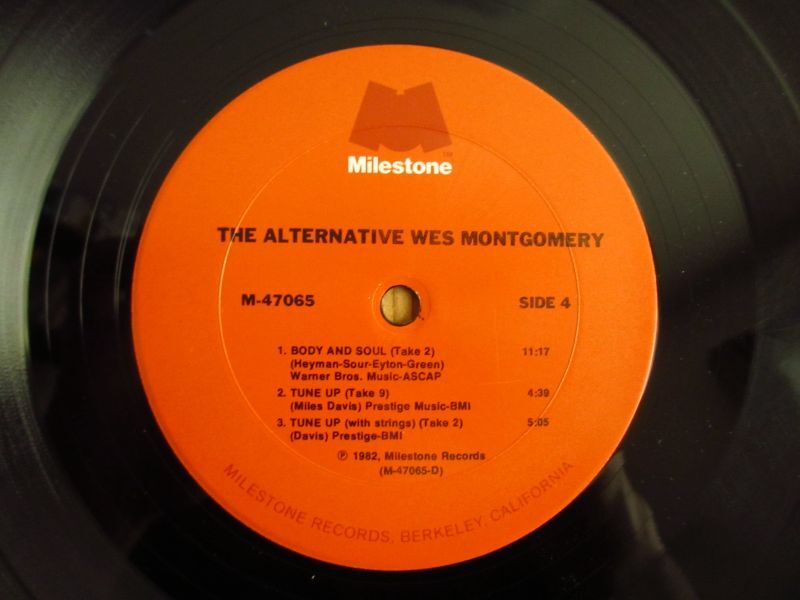 TM
Milestone
THE ALTERNATIVE WES MONTGOMERY
M-47065 SIDE 4
1. BODY AND SOUL (Take 2) 11:17
(Heyman-Sour-Eyton-Green)
Warner Bros. Music-ASCAP
2. TUNE UP (Take 9) 4:39
(Miles Davis) Prestige Music-BMI
3. TUNE UP (with strings) (Take 2) 5:05
(Davis) Prestige-BMI
℗ 1982, Milestone Records
(M-47065-D)
MILESTONE RECORDS, BERKELEY, CALIFORNIA